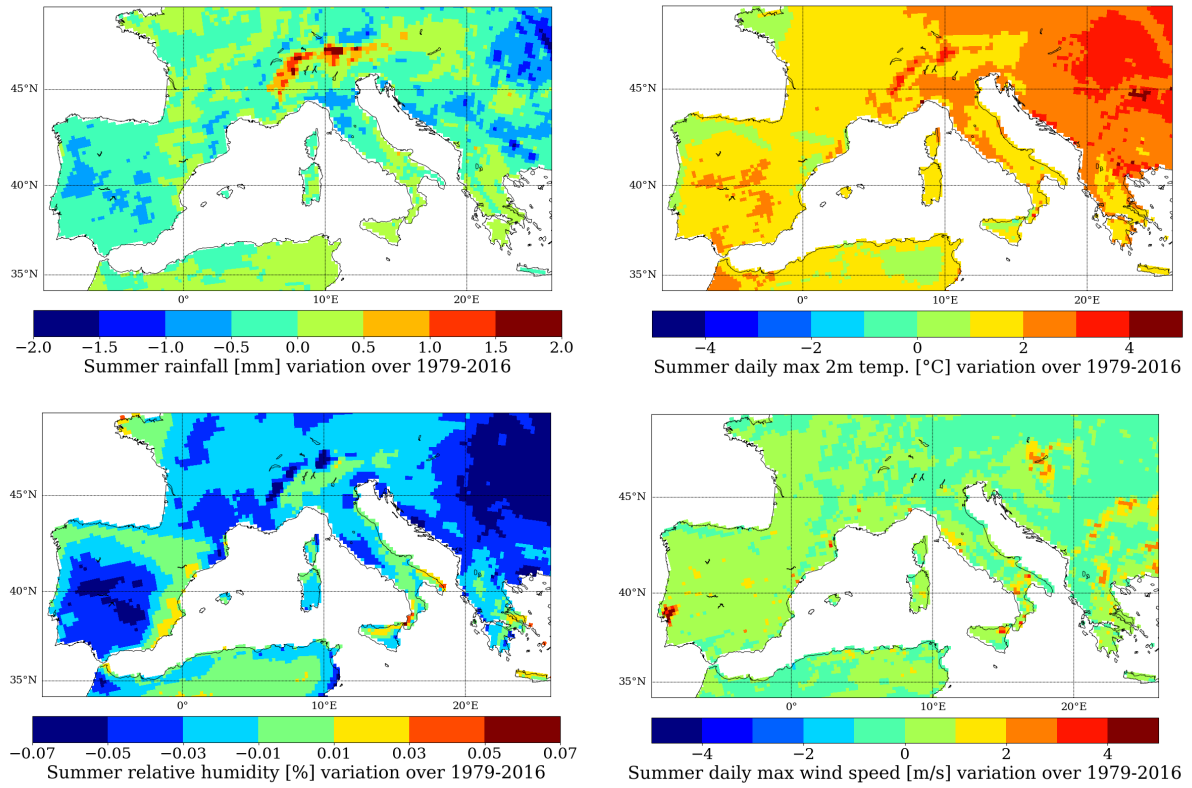 45°N
40°N
35°N
0°
10°E
20°E
−2.0 −1.5 −1.0 −0.5 0.0 0.5 1.0 1.5 2.0
Summer rainfall [mm] variation over 1979-2016
45°N
40°N
35°N
0°
10°E
20°E
−4 −2 0 2 4
Summer daily max 2m temp. [°C] variation over 1979-2016
45°N
40°N
35°N
0°
10°E
20°E
−0.07 −0.05 −0.03 −0.01 0.01 0.03 0.05 0.07
Summer relative humidity [%] variation over 1979-2016
45°N
40°N
35°N
0°
10°E
20°E
−4 −2 0 2 4
Summer daily max wind speed [m/s] variation over 1979-2016